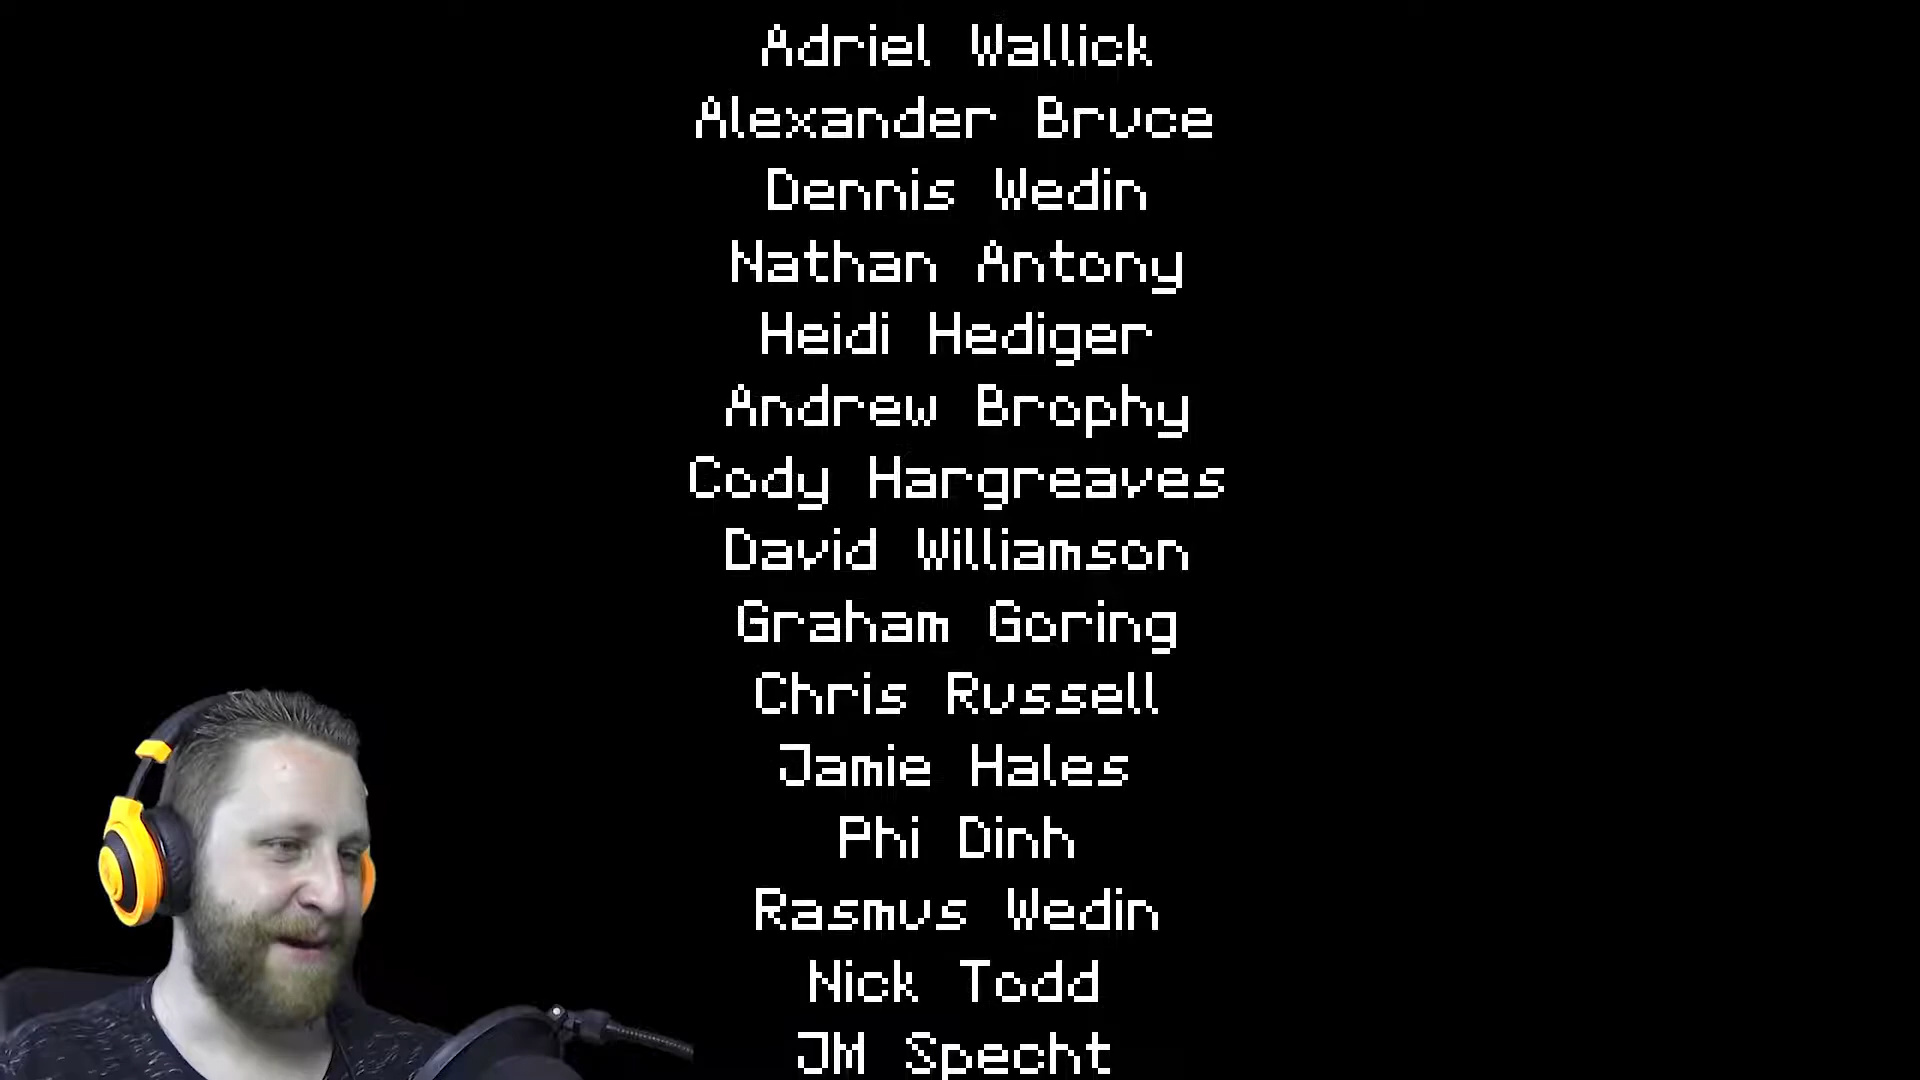 Adriel Wallick
Alexander Bruce
Dennis Wedin
Nathan Antony
Heidi Hediger
Andrew Brophy
Cody Hargreaves
David Williamson
Graham Goring
Chris Russell
Jamie Hales
Phi Dinh
Rasmus Wedin
Nick Todd
JM Specht